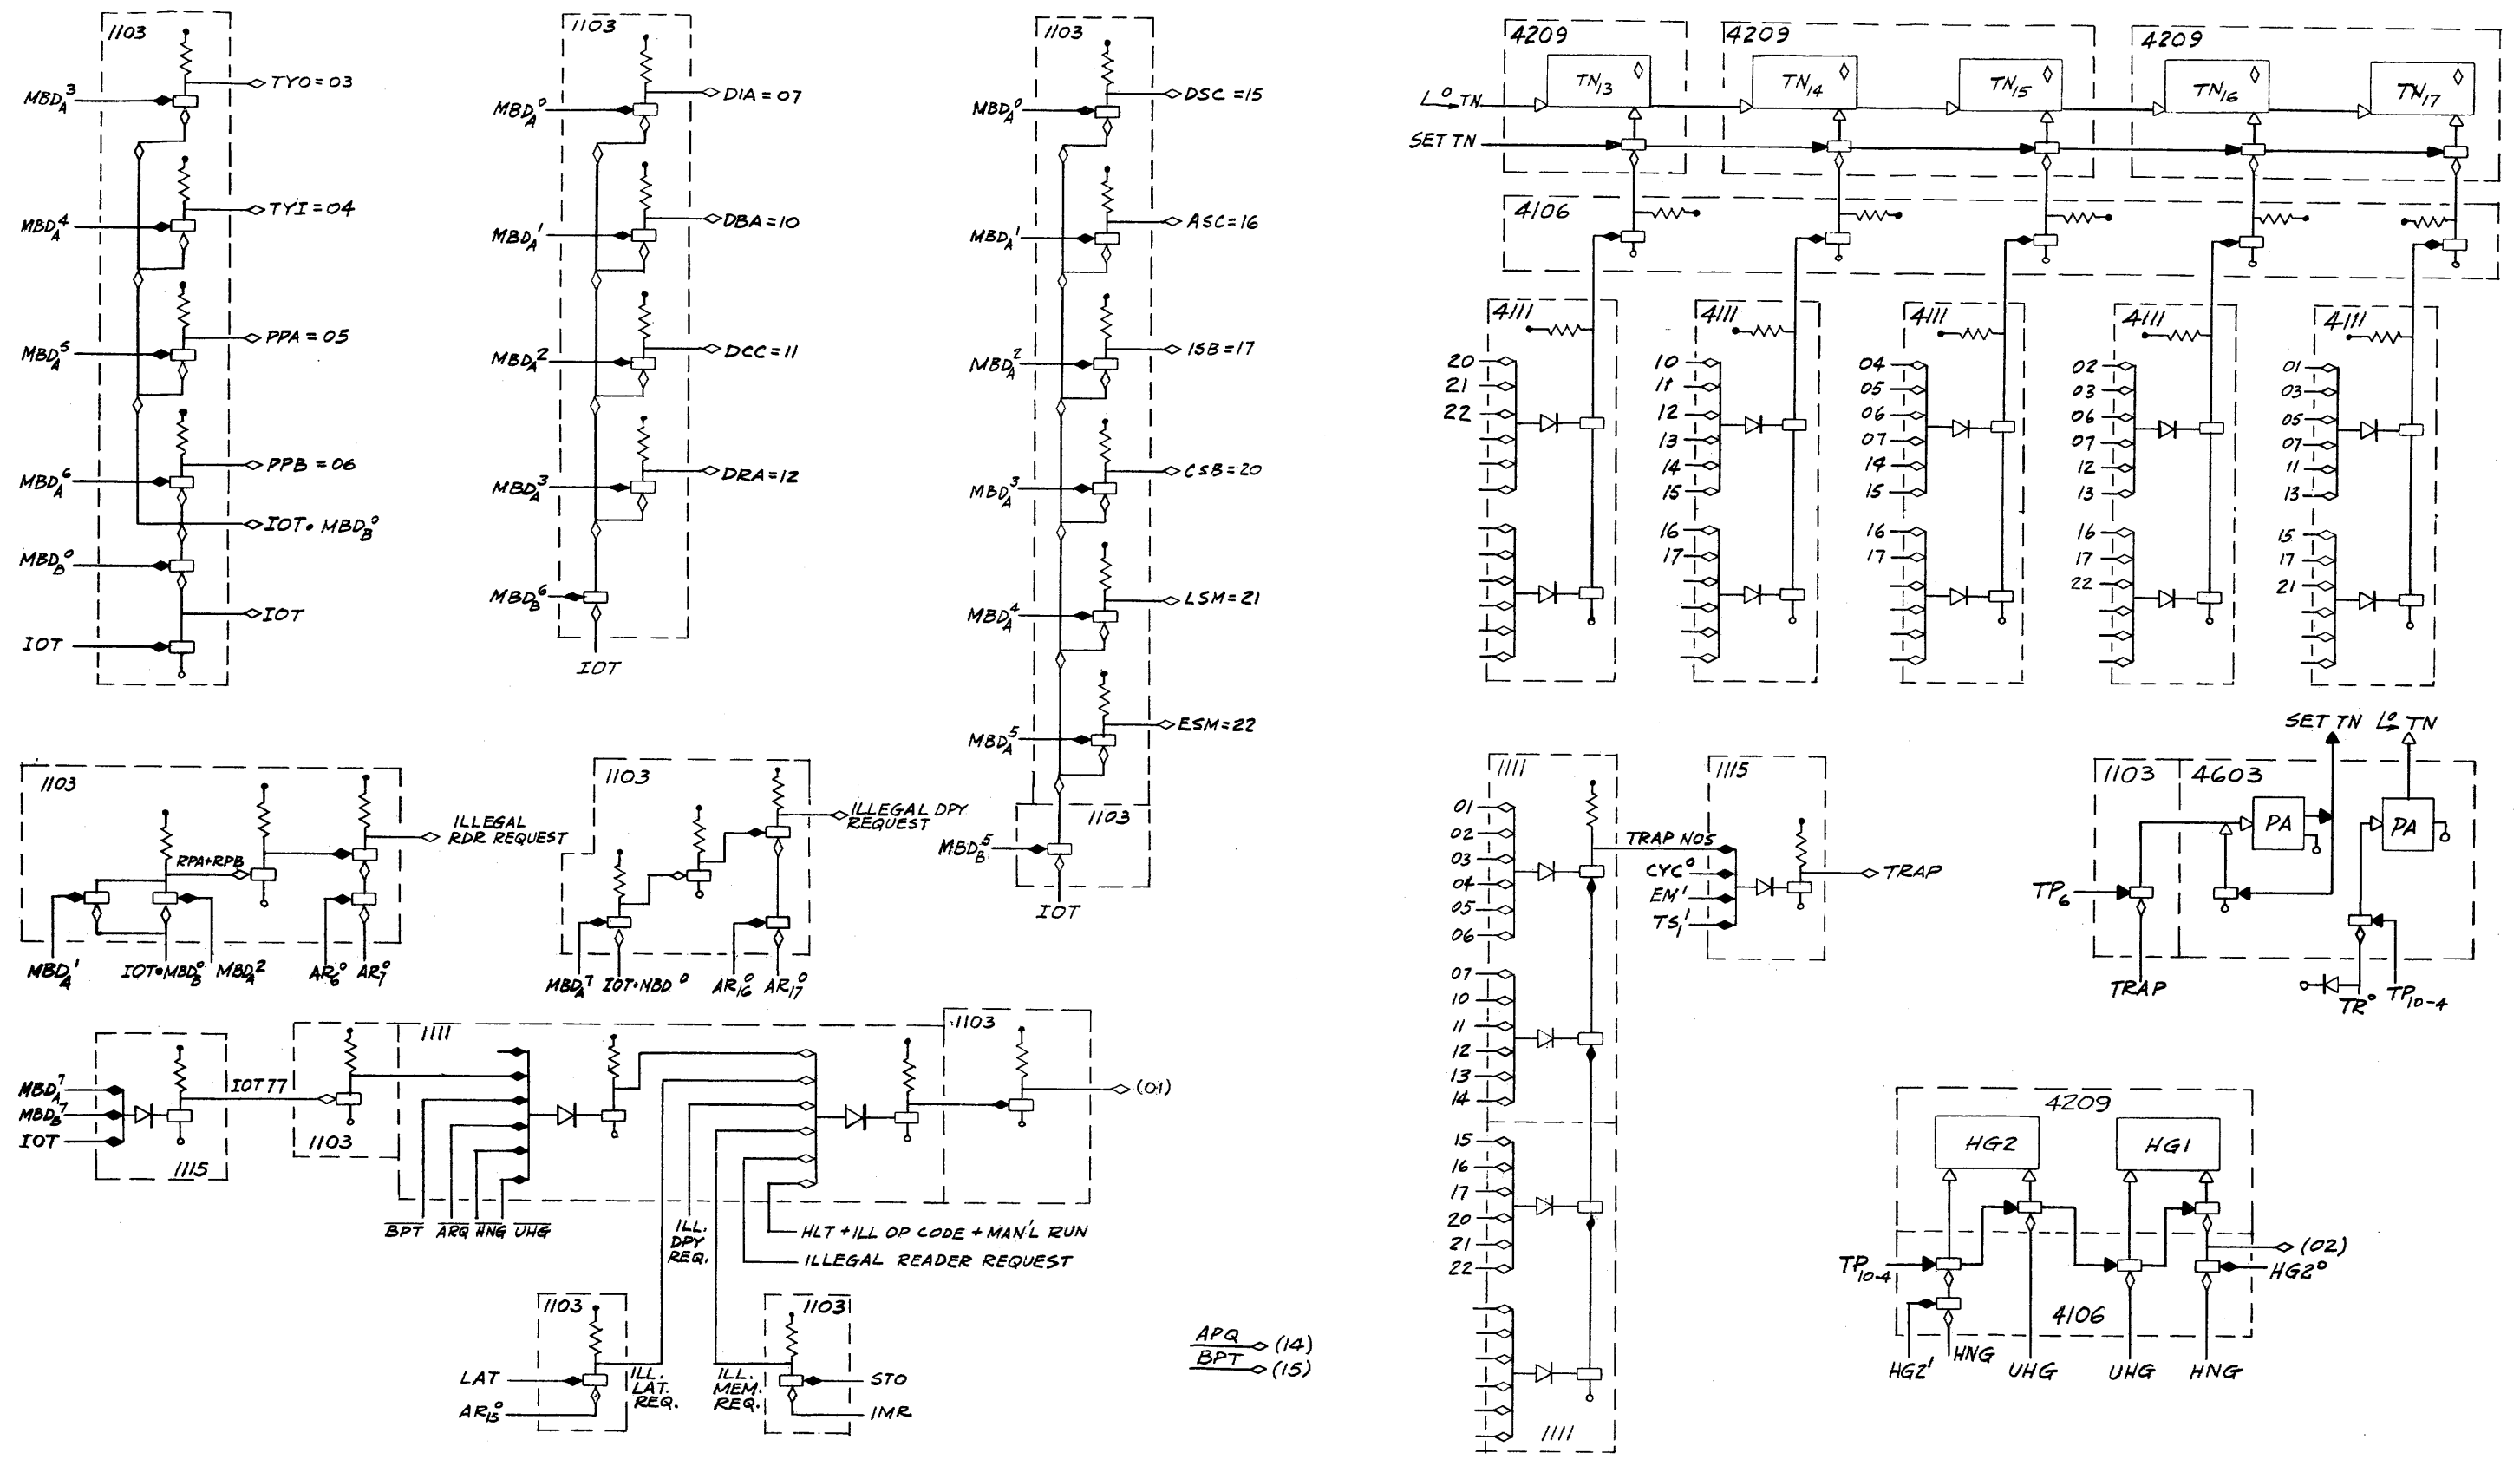 1103
TYO = 03
MBD_A^3
TYI = 04
MBD_A^4
PPA = 05
MBD_A^5
PPB = 06
MBD_A^6
IOT • MBD_B^0
MBD_B^0
IOT
IOT
1103
DIA = 07
MBD_A^0
DBA = 10
MBD_A^1
DCC = 11
MBD_A^2
DRA = 12
MBD_A^3
MBD_B^6
IOT
1103
DSC = 15
MBD_A^0
ASC = 16
MBD_A^1
ISB = 17
MBD_A^2
CSB = 20
MBD_A^3
LSM = 21
MBD_A^4
ESM = 22
MBD_A^5
1103
MBD_B^5
IOT
4209
4209
4209
TN_13
TN_14
TN_15
TN_16
TN_17
L^0→ TN
SET TN
4106
4111
20
21
22
4111
10
11
12
13
14
15
16
17
4111
04
05
06
07
14
15
16
17
4111
02
03
06
07
12
13
16
17
22
4111
01
03
05
07
11
13
15
17
21
1103
ILLEGAL
RDR REQUEST
RPA+RPB
MBD_A^1
IOT•MBD_B^0
MBD_A^2
AR_6^0
AR_7^0
1103
ILLEGAL DPY
REQUEST
MBD_A^7
IOT•MBD^0
AR_16^0
AR_17^0
1111
01
02
03
04
05
06
07
10
11
12
13
14
15
16
17
20
21
22
1111
1115
TRAP NOS
CYC^0
EM^1
TS_1^1
TRAP
SET TN
L^0→ TN
1103
4603
PA
PA
TP_6
TRAP
TR^0
TP_10-4
MBD_A^7
MBD_B^7
IOT
IOT 77
1115
1103
1111
1103
(01)
BPT
ARQ
HNG
UHG
ILL.
DPY
REQ.
HLT + ILL OP CODE + MAN'L RUN
ILLEGAL READER REQUEST
1103
LAT
AR_15^0
ILL.
LAT.
REQ.
1103
ILL.
MEM.
REQ.
STO
IMR
APQ (14)
BPT (15)
4209
HG2
HG1
TP_10-4
(02)
HG2^0
4106
HG2^1
HNG
UHG
UHG
HNG